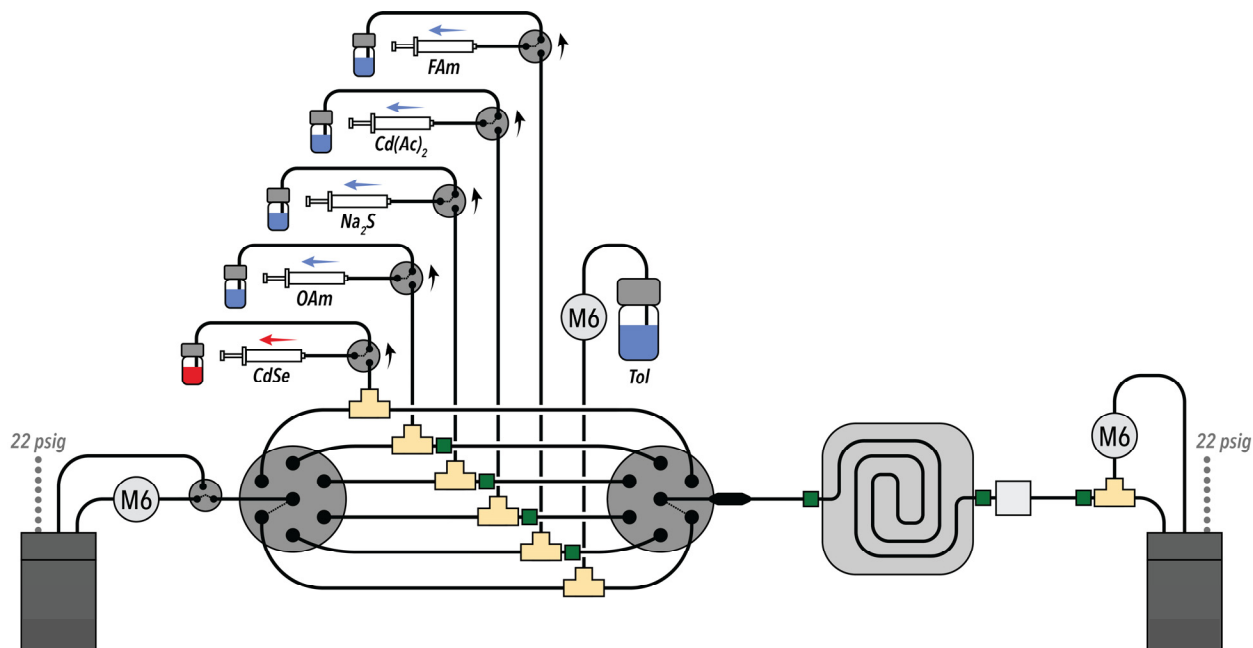 FAm
Cd(Ac)₂
Na₂S
OAm
CdSe
M6
Tol
22 psig
M6
M6
22 psig